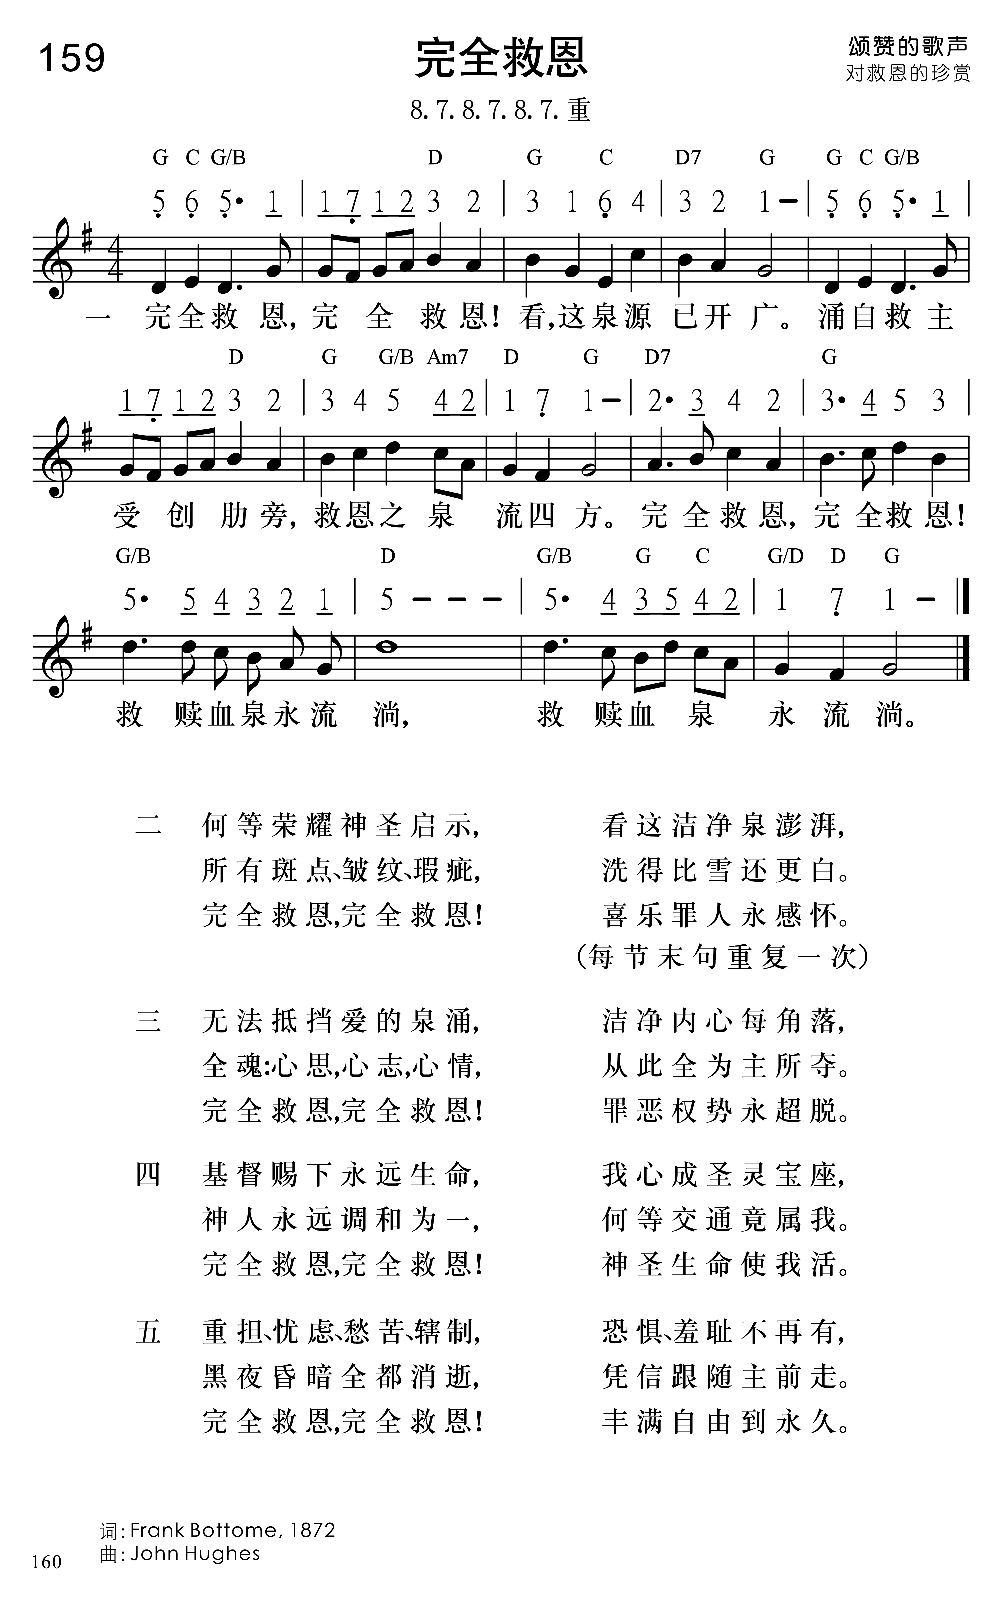 159
完全救恩
颂赞的歌声
对救恩的珍赏
8. 7. 8. 7. 8. 7. 重
G C G/B D G C D7 G G C G/B
5 6 5• 1 | 1 7 1 2 3 2 | 3 1 6 4 | 3 2 1 – | 5 6 5• 1 |
4
4
一 完全救恩,完全救恩!看,这泉源已开广。涌自救主
D G G/B Am7 D G D7 G
1 7 1 2 3 2 | 3 4 5 4 2 | 1 7 1 – | 2• 3 4 2 | 3• 4 5 3 |
受创肋旁,救恩之泉流四方。完全救恩,完全救恩!
G/B D G/B G C G/D D G
5• 5 4 3 2 1 | 5 – – – | 5• 4 3 5 4 2 | 1 7 1 – ‖
救赎血泉永流淌,救赎血泉永流淌。
二 何等荣耀神圣启示, 看这洁净泉澎湃,
所有斑点、皱纹、瑕疵, 洗得比雪还更白。
完全救恩,完全救恩! 喜乐罪人永感怀。
(每节末句重复一次)
三 无法抵挡爱的泉涌, 洁净内心每角落,
全魂:心思,心志,心情, 从此全为主所夺。
完全救恩,完全救恩! 罪恶权势永超脱。
四 基督赐下永远生命, 我心成圣灵宝座,
神人永远调和为一, 何等交通竟属我。
完全救恩,完全救恩! 神圣生命使我活。
五 重担、忧虑、愁苦、辖制, 恐惧、羞耻不再有,
黑夜昏暗全都消逝, 凭信跟随主前走。
完全救恩,完全救恩! 丰满自由到永久。
词: Frank Bottome, 1872
曲: John Hughes
160